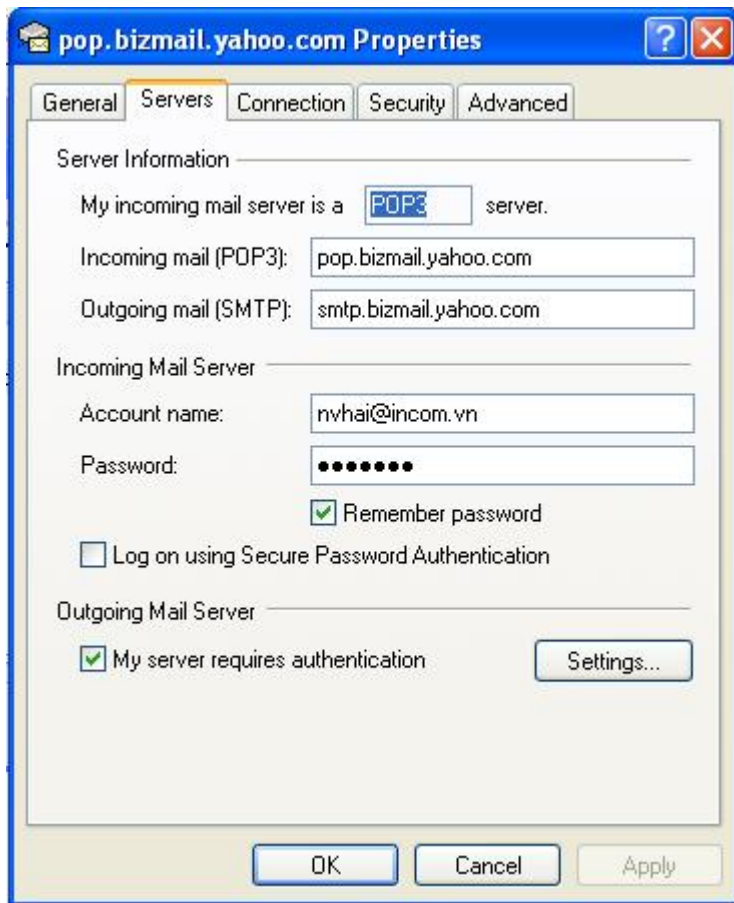 pop.bizmail.yahoo.com Properties
General Servers Connection Security Advanced
Server Information
My incoming mail server is a POP3 server.
Incoming mail (POP3): pop.bizmail.yahoo.com
Outgoing mail (SMTP): smtp.bizmail.yahoo.com
Incoming Mail Server
Account name: nvhai@incom.vn
Password: •••••••
Remember password
Log on using Secure Password Authentication
Outgoing Mail Server
My server requires authentication Settings...
OK Cancel Apply